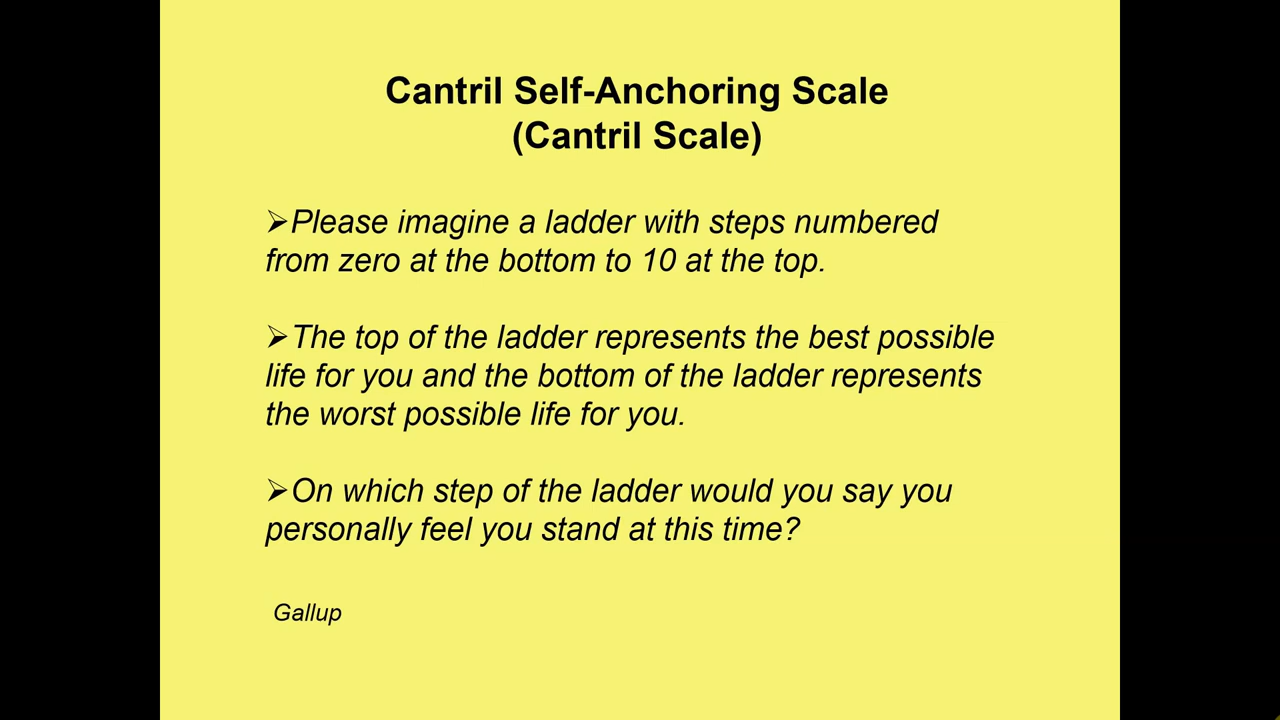 Cantril Self-Anchoring Scale
(Cantril Scale)
➢Please imagine a ladder with steps numbered
from zero at the bottom to 10 at the top.
➢The top of the ladder represents the best possible
life for you and the bottom of the ladder represents
the worst possible life for you.
➢On which step of the ladder would you say you
personally feel you stand at this time?
Gallup